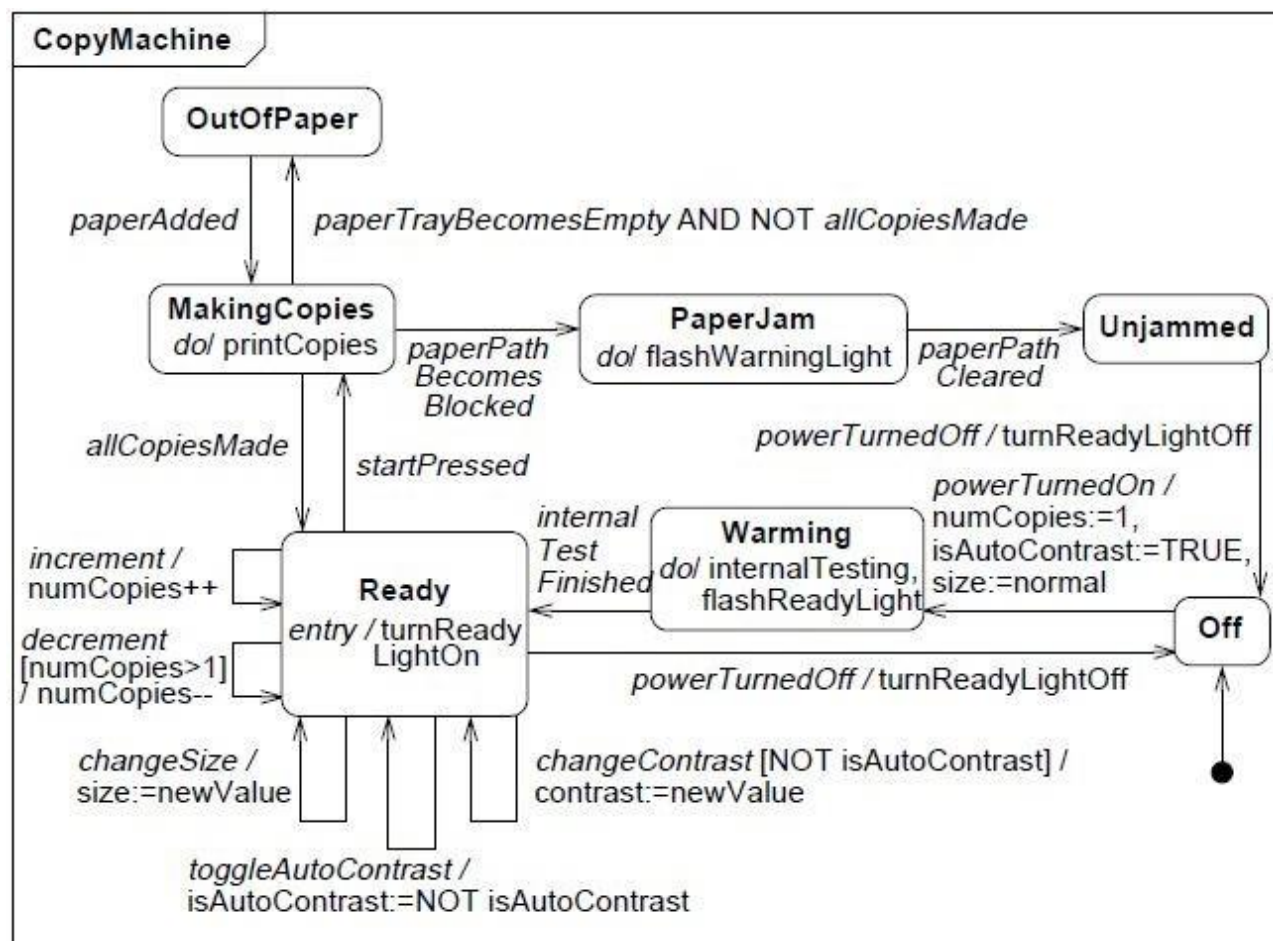 CopyMachine
OutOfPaper
paperAdded
paperTrayBecomesEmpty AND NOT allCopiesMade
MakingCopies
do/ printCopies
paperPath
Becomes
Blocked
PaperJam
do/ flashWarningLight
paperPath
Cleared
Unjammed
allCopiesMade
startPressed
powerTurnedOff / turnReadyLightOff
powerTurnedOn /
numCopies:=1,
isAutoContrast:=TRUE,
size:=normal
internal
Test
Finished
Warming
do/ internalTesting,
flashReadyLight
Off
increment /
numCopies++
decrement
[numCopies>1]
/ numCopies--
Ready
entry / turnReady
LightOn
powerTurnedOff / turnReadyLightOff
changeSize /
size:=newValue
changeContrast [NOT isAutoContrast] /
contrast:=newValue
toggleAutoContrast /
isAutoContrast:=NOT isAutoContrast